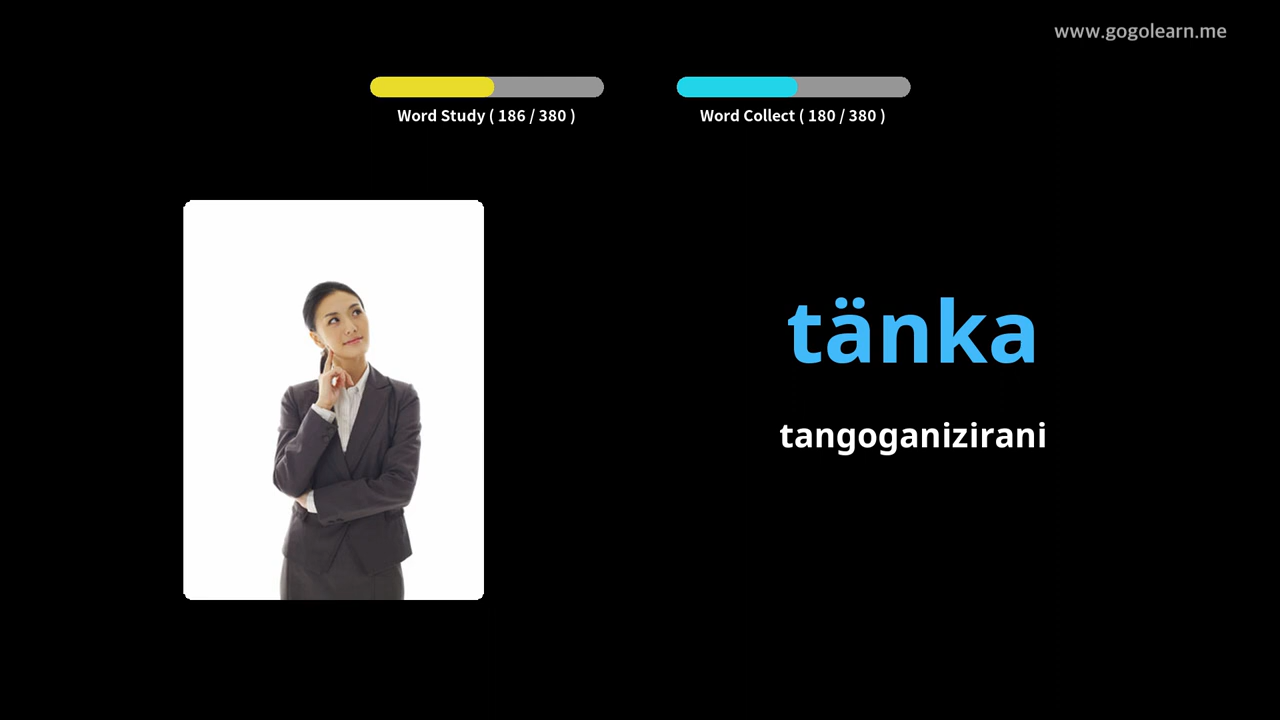 www.gogolearn.me
Word Study ( 186 / 380 )
Word Collect ( 180 / 380 )
tänka
tangoganizirani